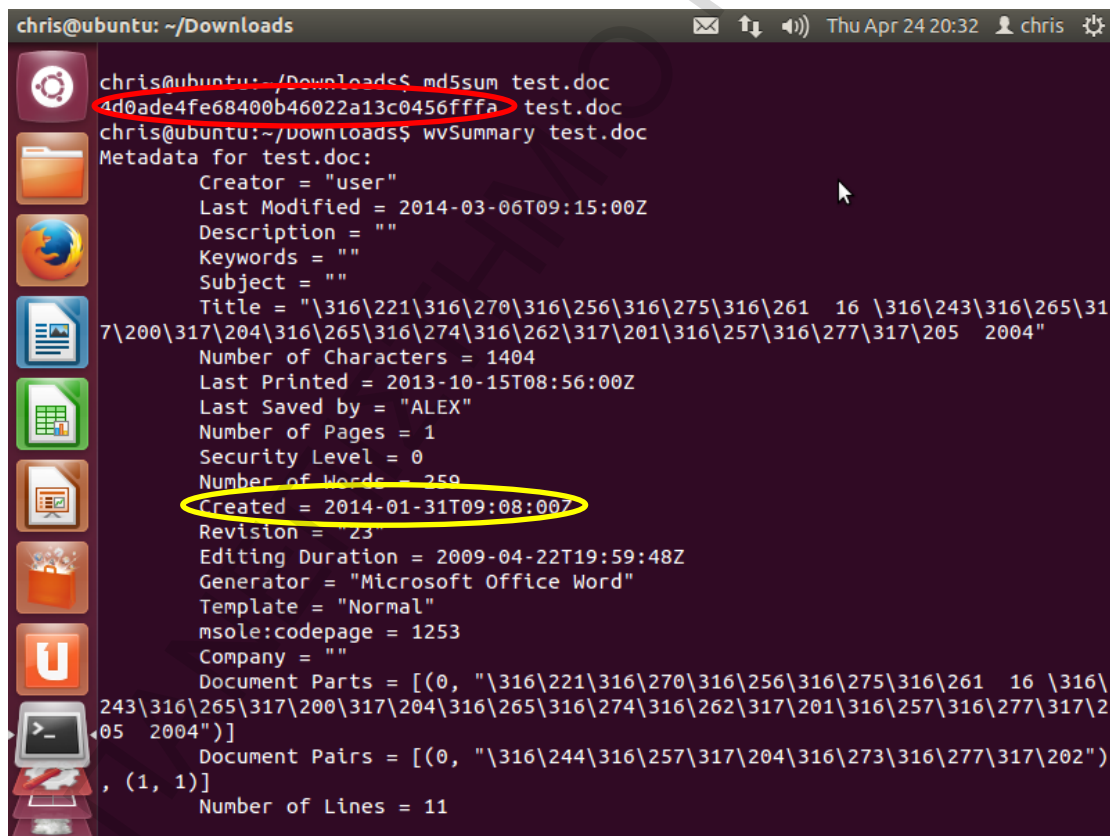 chris@ubuntu: ~/Downloads
Thu Apr 24 20:32 chris
chris@ubuntu:~/Downloads$ md5sum test.doc
4d0ade4fe68400b46022a13c0456fffa test.doc
chris@ubuntu:~/Downloads$ wvSummary test.doc
Metadata for test.doc:
Creator = "user"
Last Modified = 2014-03-06T09:15:00Z
Description = ""
Keywords = ""
Subject = ""
Title = "\316\221\316\270\316\256\316\275\316\261  16 \316\243\316\265\31
7\200\317\204\316\265\316\274\316\262\317\201\316\257\316\277\317\205  2004"
Number of Characters = 1404
Last Printed = 2013-10-15T08:56:00Z
Last Saved by = "ALEX"
Number of Pages = 1
Security Level = 0
Number of Words = 259
Created = 2014-01-31T09:08:00Z
Revision = "23"
Editing Duration = 2009-04-22T19:59:48Z
Generator = "Microsoft Office Word"
Template = "Normal"
msole:codepage = 1253
Company = ""
Document Parts = [(0, "\316\221\316\270\316\256\316\275\316\261  16 \316\
243\316\265\317\200\317\204\316\265\316\274\316\262\317\201\316\257\316\277\317\2
05  2004")]
Document Pairs = [(0, "\316\244\316\257\317\204\316\273\316\277\317\202")
, (1, 1)]
Number of Lines = 11